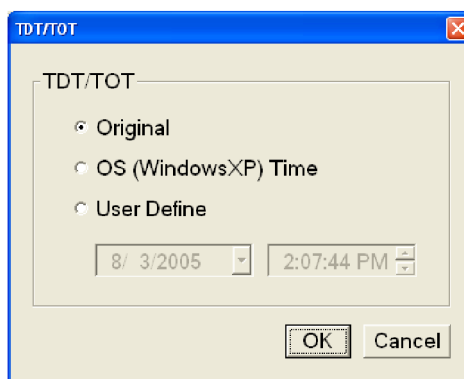 TDT/TOT
TDT/TOT
Original
OS (WindowsXP) Time
User Define
8/ 3/2005 2:07:44 PM
OK Cancel